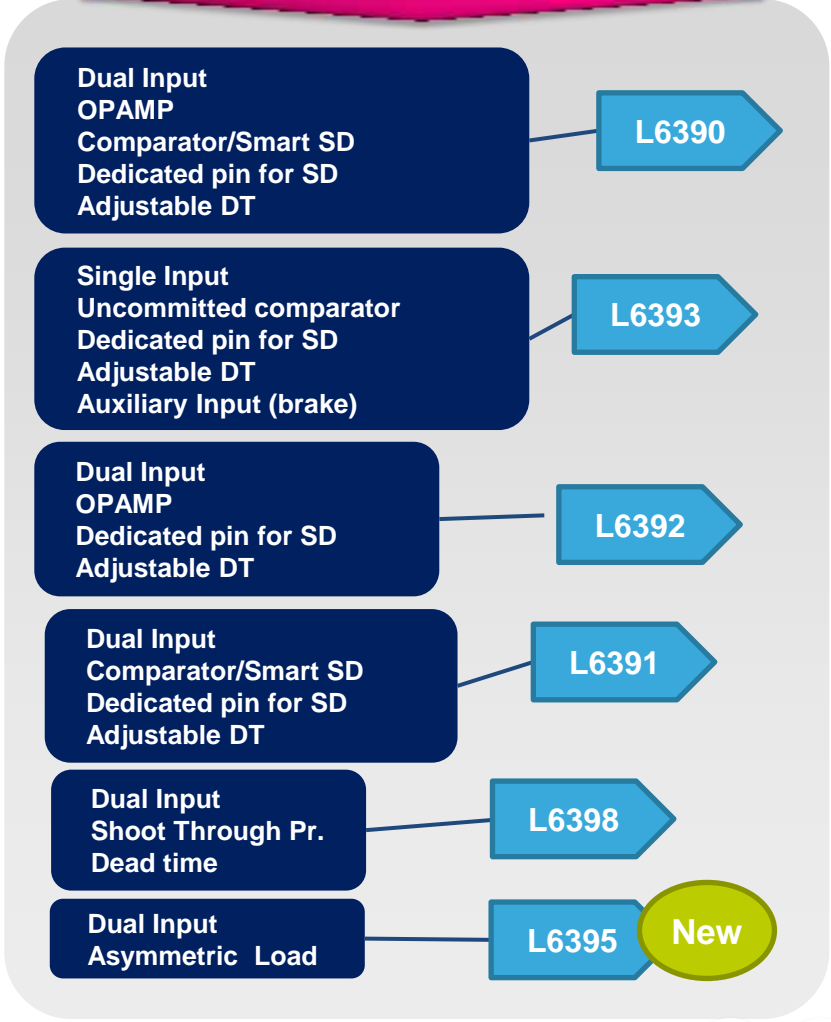 Dual Input
OPAMP
Comparator/Smart SD
Dedicated pin for SD
Adjustable DT
L6390
Single Input
Uncommitted comparator
Dedicated pin for SD
Adjustable DT
Auxiliary Input (brake)
L6393
Dual Input
OPAMP
Dedicated pin for SD
Adjustable DT
L6392
Dual Input
Comparator/Smart SD
Dedicated pin for SD
Adjustable DT
L6391
Dual Input
Shoot Through Pr.
Dead time
L6398
Dual Input
Asymmetric Load
L6395
New